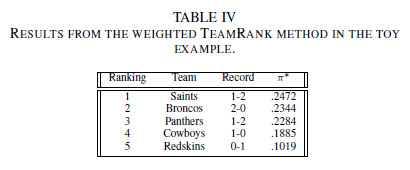 TABLE IV
RESULTS FROM THE WEIGHTED TEAMRANK METHOD IN THE TOY
EXAMPLE.
Ranking Team Record π*
1 Saints 1-2 .2472
2 Broncos 2-0 .2344
3 Panthers 1-2 .2284
4 Cowboys 1-0 .1885
5 Redskins 0-1 .1019